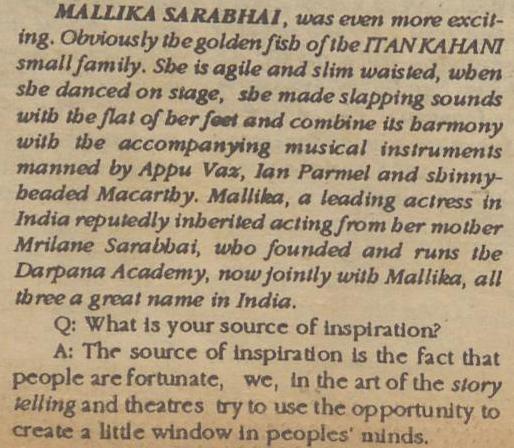 MALLIKA SARABHAI, was even more excit-
ing. Obviously the golden fish of the ITAN KAHANI
small family. She is agile and slim waisted, when
she danced on stage, she made slapping sounds
with the flat of her feet and combine its harmony
with the accompanying musical instruments
manned by Appu Vaz, Ian Parmel and shinny-
headed Macarthy. Mallika, a leading actress in
India reputedly inherited acting from her mother
Mrilane Sarabhai, who founded and runs the
Darpana Academy, now jointly with Mallika, all
three a great name in India.
Q: What is your source of inspiration?
A: The source of inspiration is the fact that
people are fortunate, we, in the art of the story
telling and theatres try to use the opportunity to
create a little window in peoples' minds.